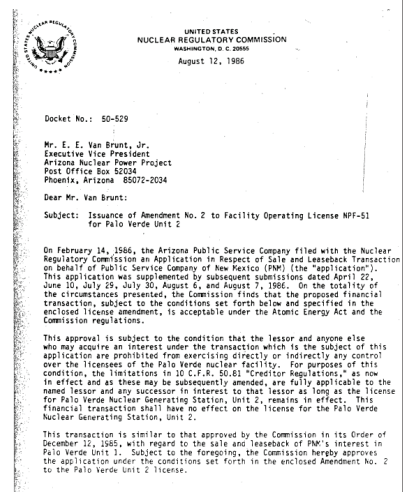 UNITED STATES
NUCLEAR REGULATORY COMMISSION
WASHINGTON, D. C. 20555
August 12, 1986
Docket No.: 50-529
Mr. E. E. Van Brunt, Jr.
Executive Vice President
Arizona Nuclear Power Project
Post Office Box 52034
Phoenix, Arizona 85072-2034
Dear Mr. Van Brunt:
Subject: Issuance of Amendment No. 2 to Facility Operating License NPF-51
for Palo Verde Unit 2
On February 14, 1986, the Arizona Public Service Company filed with the Nuclear
Regulatory Commission an Application in Respect of Sale and Leaseback Transaction
on behalf of Public Service Company of New Mexico (PNM) (the "application").
This application was supplemented by subsequent submissions dated April 22,
June 10, July 29, July 30, August 6, and August 7, 1986. On the totality of
the circumstances presented, the Commission finds that the proposed financial
transaction, subject to the conditions set forth below and specified in the
enclosed license amendment, is acceptable under the Atomic Energy Act and the
Commission regulations.
This approval is subject to the condition that the lessor and anyone else
who may acquire an interest under the transaction which is the subject of this
application are prohibited from exercising directly or indirectly any control
over the licensees of the Palo Verde nuclear facility. For purposes of this
condition, the limitations in 10 C.F.R. 50.81 "Creditor Regulations," as now
in effect and as these may be subsequently amended, are fully applicable to the
named lessor and any successor in interest to that lessor as long as the license
for Palo Verde Nuclear Generating Station, Unit 2, remains in effect. This
financial transaction shall have no effect on the license for the Palo Verde
Nuclear Generating Station, Unit 2.
This transaction is similar to that approved by the Commission in its Order of
December 12, 1985, with regard to the sale and leaseback of PNM's interest in
Palo Verde Unit 1. Subject to the foregoing, the Commission hereby approves
the application under the conditions set forth in the enclosed Amendment No. 2
to the Palo Verde Unit 2 license.